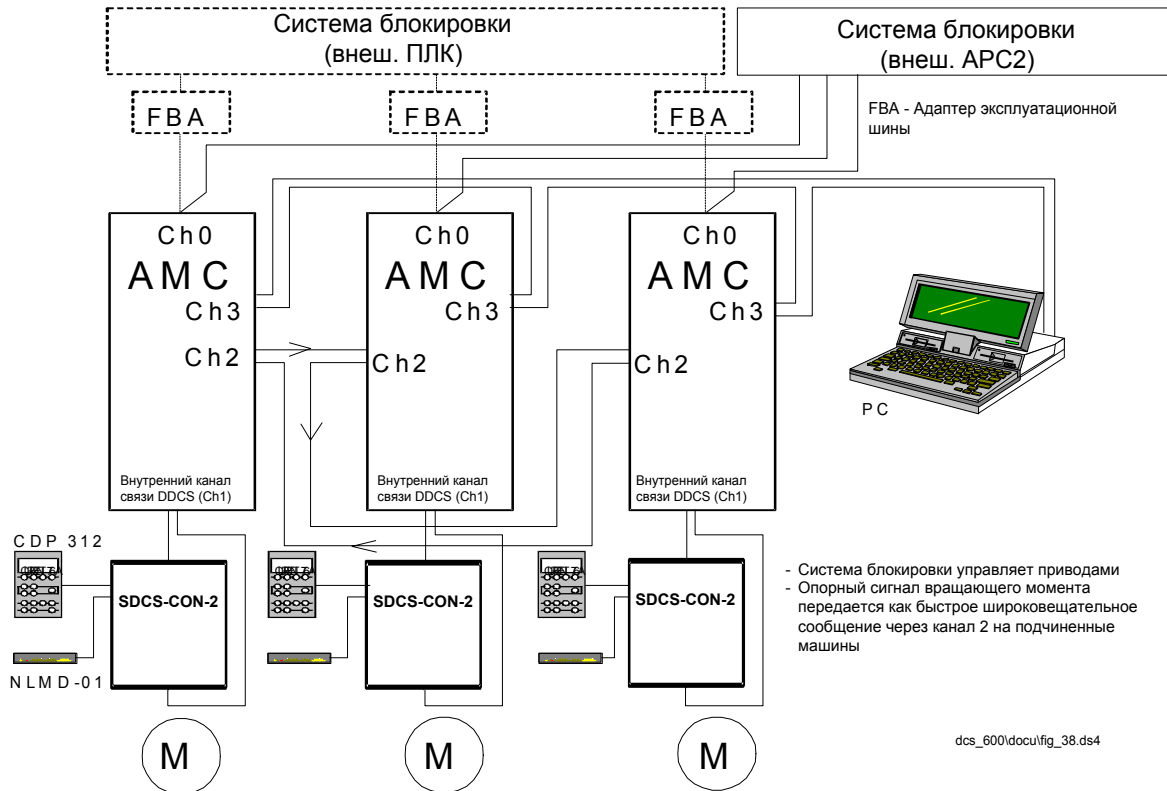 Система блокировки
(внеш. ПЛК)
Система блокировки
(внеш. APC2)
FBA
FBA
FBA
FBA - Адаптер эксплуатационной
шины
Ch0
AMC
Ch3
Ch2
Ch0
AMC
Ch3
Ch2
Ch0
AMC
Ch3
Ch2
PC
Внутренний канал
связи DDCS (Ch1)
Внутренний канал
связи DDCS (Ch1)
Внутренний канал
связи DDCS (Ch1)
CDP 312
SDCS-CON-2
SDCS-CON-2
SDCS-CON-2
NLMD-01
- Система блокировки управляет приводами
- Опорный сигнал вращающего момента
передается как быстрое широковещательное
сообщение через канал 2 на подчиненные
машины
M
M
M
dcs_600\docu\fig_38.ds4